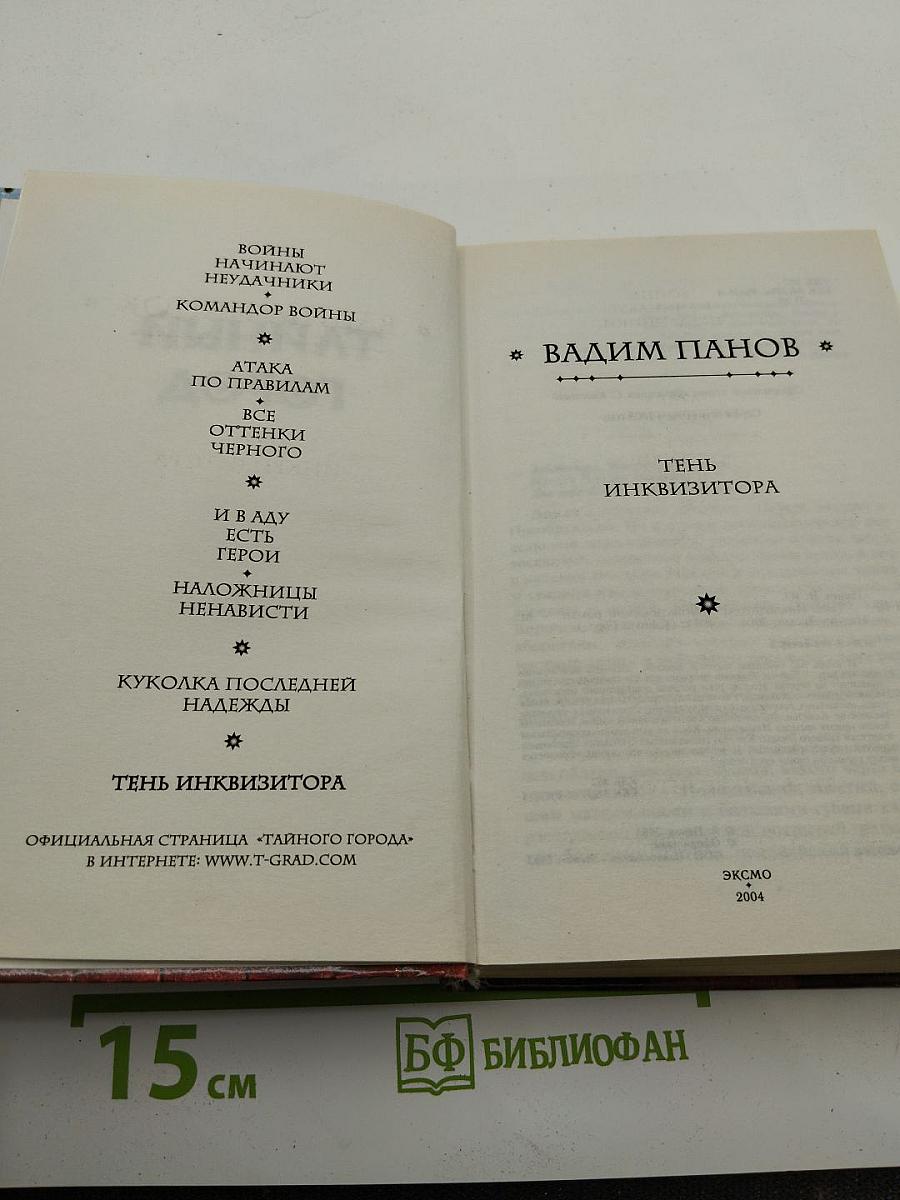 ВОЙНЫ
НАЧИНАЮТ
НЕУДАЧНИКИ
КОМАНДОР ВОЙНЫ
АТАКА
ПО ПРАВИЛАМ
ВСЕ
ОТТЕНКИ
ЧЕРНОГО
И В АДУ
ЕСТЬ
ГЕРОИ
НАЛОЖНИЦЫ
НЕНАВИСТИ
КУКОЛКА ПОСЛЕДНЕЙ
НАДЕЖДЫ
ТЕНЬ ИНКВИЗИТОРА
ОФИЦИАЛЬНАЯ СТРАНИЦА «ТАЙНОГО ГОРОДА»
В ИНТЕРНЕТЕ: WWW.T-GRAD.COM
ВАДИМ ПАНОВ
ТЕНЬ
ИНКВИЗИТОРА
ЭКСМО
2004
15 см
БФ БИБЛИОФАН